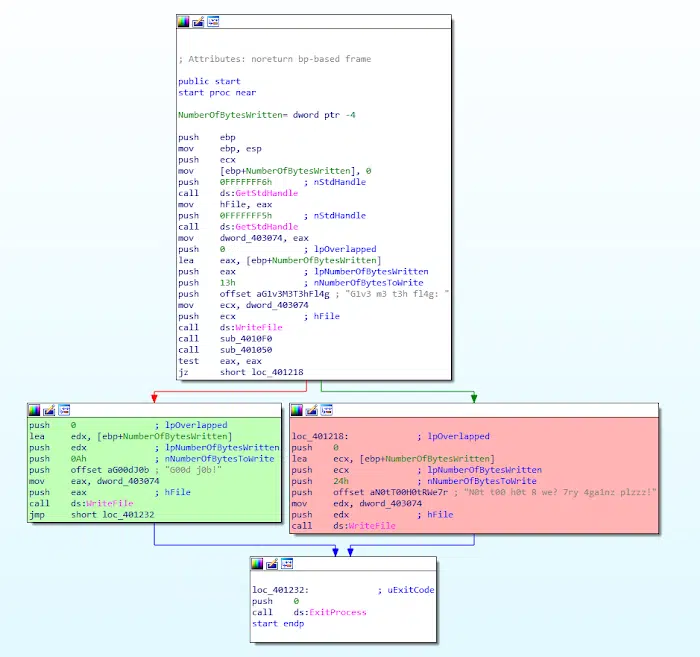 ; Attributes: noreturn bp-based frame
public start
start proc near
NumberOfBytesWritten= dword ptr -4
push ebp
mov ebp, esp
push ecx
mov [ebp+NumberOfBytesWritten], 0
push 0FFFFFFF6h ; nStdHandle
call ds:GetStdHandle
mov hFile, eax
push 0FFFFFFF5h ; nStdHandle
call ds:GetStdHandle
mov dword_403074, eax
push 0 ; lpOverlapped
lea eax, [ebp+NumberOfBytesWritten]
push eax ; lpNumberOfBytesWritten
push 13h ; nNumberOfBytesToWrite
push offset aG1v3M3T3hFl4g ; "G1v3 m3 t3h fl4g: "
mov ecx, dword_403074
push ecx ; hFile
call ds:WriteFile
call sub_4010F0
call sub_401050
test eax, eax
jz short loc_401218
push 0 ; lpOverlapped
lea edx, [ebp+NumberOfBytesWritten]
push edx ; lpNumberOfBytesWritten
push 0Ah ; nNumberOfBytesToWrite
push offset aG00dJ0b ; "G00d j0b!"
mov eax, dword_403074
push eax ; hFile
call ds:WriteFile
jmp short loc_401232
loc_401218: ; lpOverlapped
push 0
lea ecx, [ebp+NumberOfBytesWritten]
push ecx ; lpNumberOfBytesWritten
push 24h ; nNumberOfBytesToWrite
push offset aN0tT00H0tRWe7r ; "N0t t00 h0t R we? 7ry 4ga1nz plzzz!"
mov edx, dword_403074
push edx ; hFile
call ds:WriteFile
loc_401232: ; uExitCode
push 0
call ds:ExitProcess
start endp